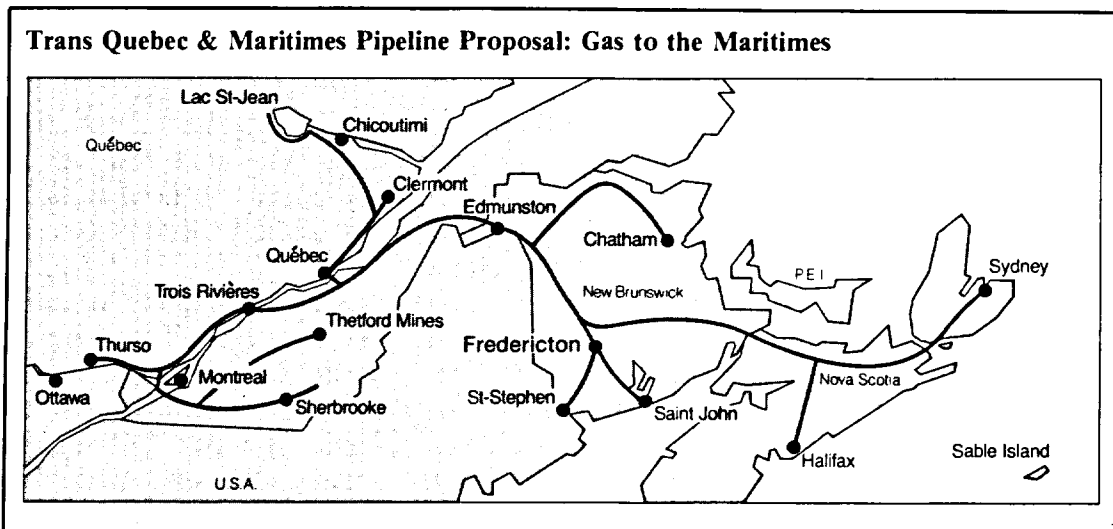 Trans Quebec & Maritimes Pipeline Proposal: Gas to the Maritimes
Lac St-Jean
Chicoutimi
Québec
Clermont
Edmunston
Chatham
Québec
PEI
Sydney
Trois Rivières
New Brunswick
Thetford Mines
Thurso
Fredericton
Montreal
Nova Scotia
Ottawa
Sherbrooke
St-Stephen
Saint John
Halifax
Sable Island
U.S.A.